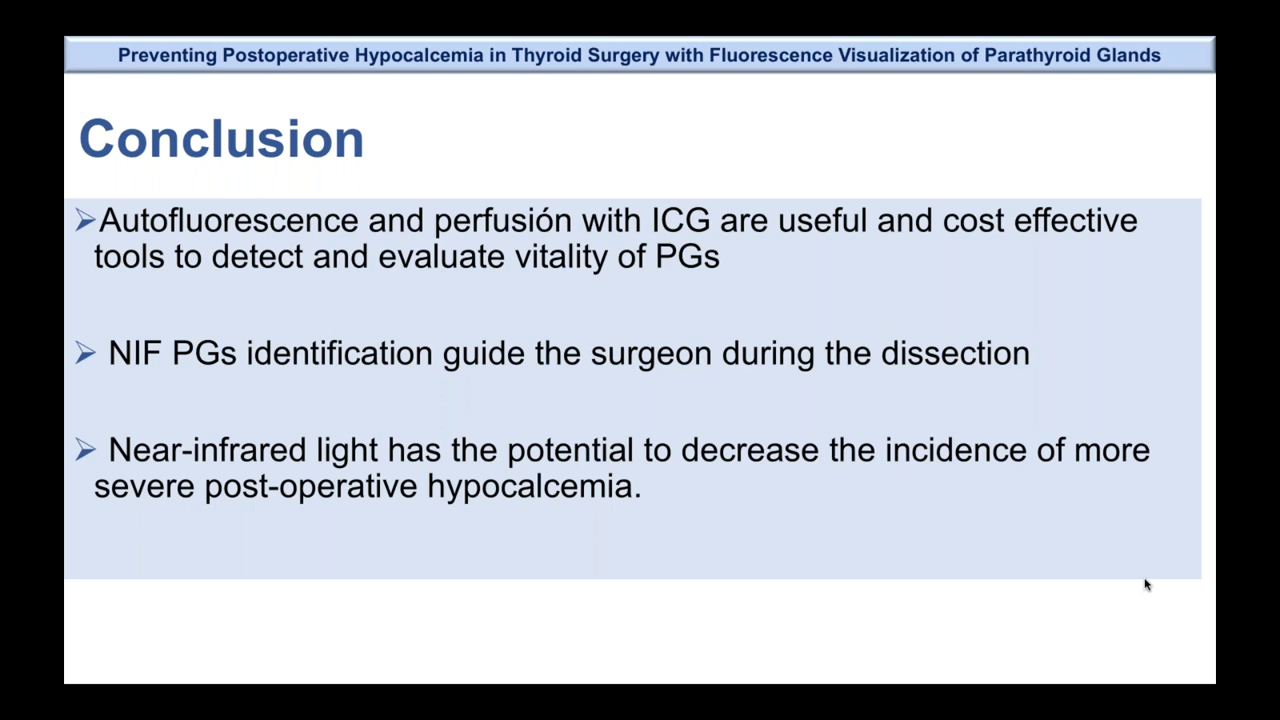 Preventing Postoperative Hypocalcemia in Thyroid Surgery with Fluorescence Visualization of Parathyroid Glands
Conclusion
➢Autofluorescence and perfusión with ICG are useful and cost effective
tools to detect and evaluate vitality of PGs
➢ NIF PGs identification guide the surgeon during the dissection
➢ Near-infrared light has the potential to decrease the incidence of more
severe post-operative hypocalcemia.